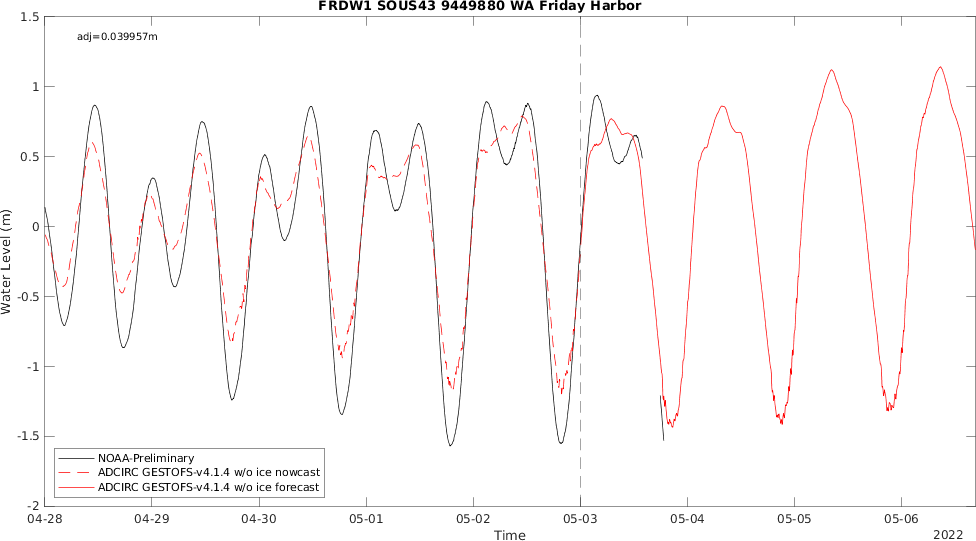 FRDW1 SOUS43 9449880 WA Friday Harbor
adj=0.039957m
1.5
1
0.5
0
-0.5
-1
-1.5
-2
Water Level (m)
NOAA-Preliminary
ADCIRC GESTOFS-v4.1.4 w/o ice nowcast
ADCIRC GESTOFS-v4.1.4 w/o ice forecast
04-28 04-29 04-30 05-01 05-02 05-03 05-04 05-05 05-06
Time
2022